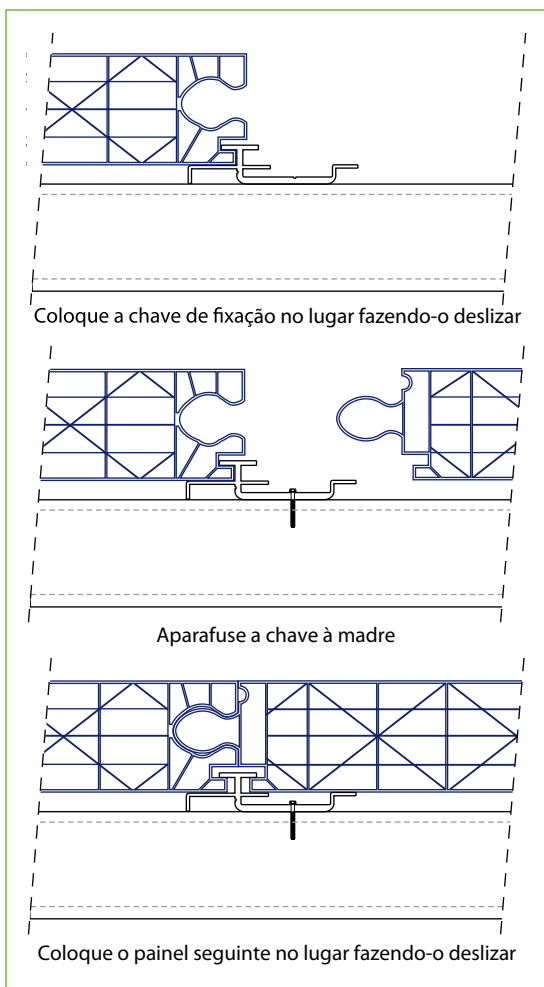 Coloque a chave de fixação no lugar fazendo-o deslizar
Aparafuse a chave à madre
Coloque o painel seguinte no lugar fazendo-o deslizar